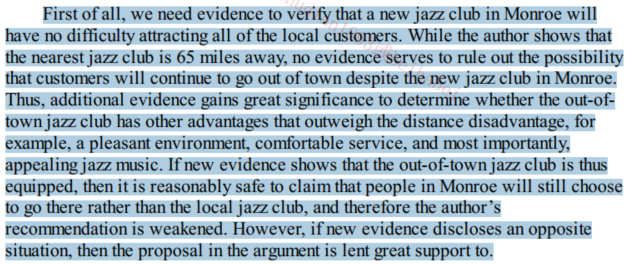 First of all, we need evidence to verify that a new jazz club in Monroe will
have no difficulty attracting all of the local customers. While the author shows that
the nearest jazz club is 65 miles away, no evidence serves to rule out the possibility
that customers will continue to go out of town despite the new jazz club in Monroe.
Thus, additional evidence gains great significance to determine whether the out-of-
town jazz club has other advantages that outweigh the distance disadvantage, for
example, a pleasant environment, comfortable service, and most importantly,
appealing jazz music. If new evidence shows that the out-of-town jazz club is thus
equipped, then it is reasonably safe to claim that people in Monroe will still choose
to go there rather than the local jazz club, and therefore the author's
recommendation is weakened. However, if new evidence discloses an opposite
situation, then the proposal in the argument is lent great support to.